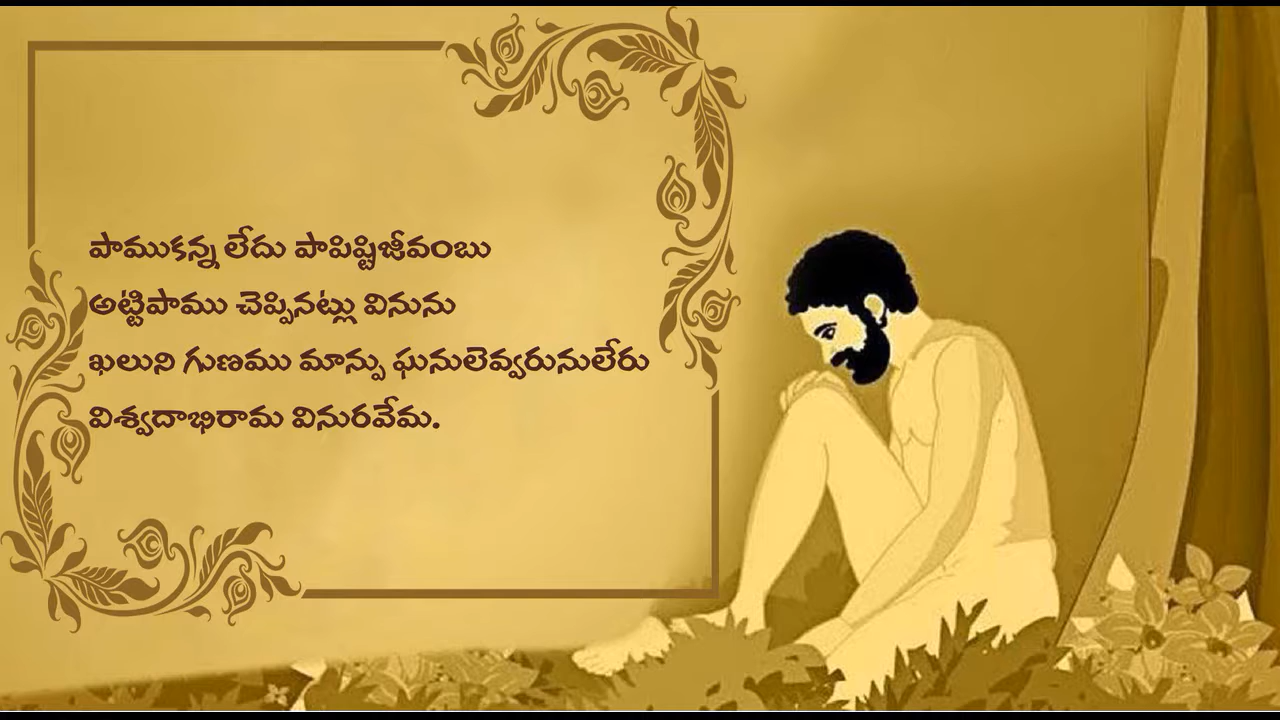 పాముకన్న లేదు పాపిష్టిజీవంబు
అట్టిపాము చెప్పినట్లు వినును
ఖలుని గుణము మాన్పు ఘనులెవ్వరునులేరు
విశ్వదాభిరామ వినురవేమ.